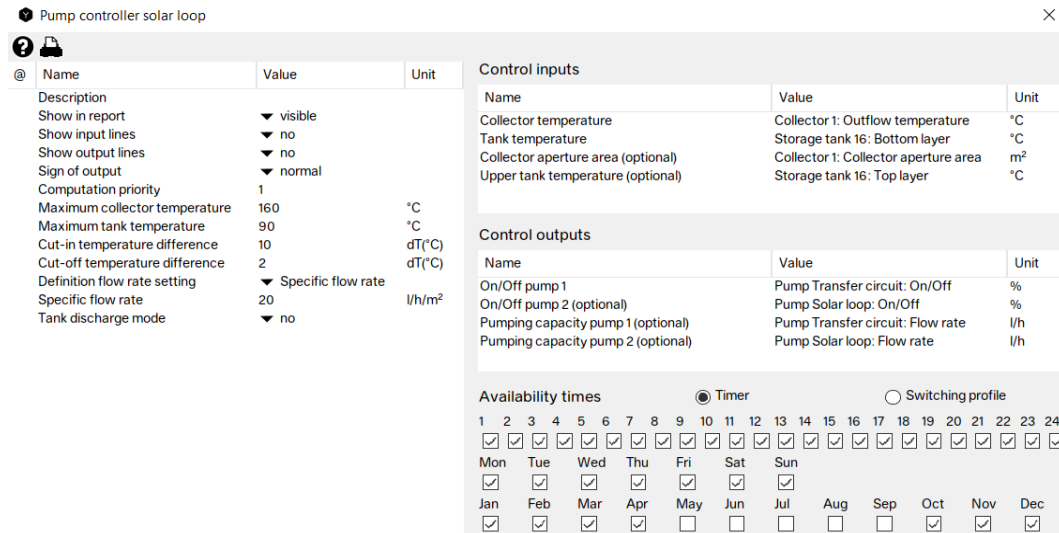 Pump controller solar loop
@ Name Value Unit
Description
Show in report visible
Show input lines no
Show output lines no
Sign of output normal
Computation priority 1
Maximum collector temperature 160 °C
Maximum tank temperature 90 °C
Cut-in temperature difference 10 dT(°C)
Cut-off temperature difference 2 dT(°C)
Definition flow rate setting Specific flow rate
Specific flow rate 20 l/h/m²
Tank discharge mode no
Control inputs
Name Value Unit
Collector temperature Collector 1: Outflow temperature °C
Tank temperature Storage tank 16: Bottom layer °C
Collector aperture area (optional) Collector 1: Collector aperture area m²
Upper tank temperature (optional) Storage tank 16: Top layer °C
Control outputs
Name Value Unit
On/Off pump 1 Pump Transfer circuit: On/Off %
On/Off pump 2 (optional) Pump Solar loop: On/Off %
Pumping capacity pump 1 (optional) Pump Transfer circuit: Flow rate l/h
Pumping capacity pump 2 (optional) Pump Solar loop: Flow rate l/h
Availability times Timer Switching profile
1 2 3 4 5 6 7 8 9 10 11 12 13 14 15 16 17 18 19 20 21 22 23 24
Mon Tue Wed Thu Fri Sat Sun
Jan Feb Mar Apr May Jun Jul Aug Sep Oct Nov Dec